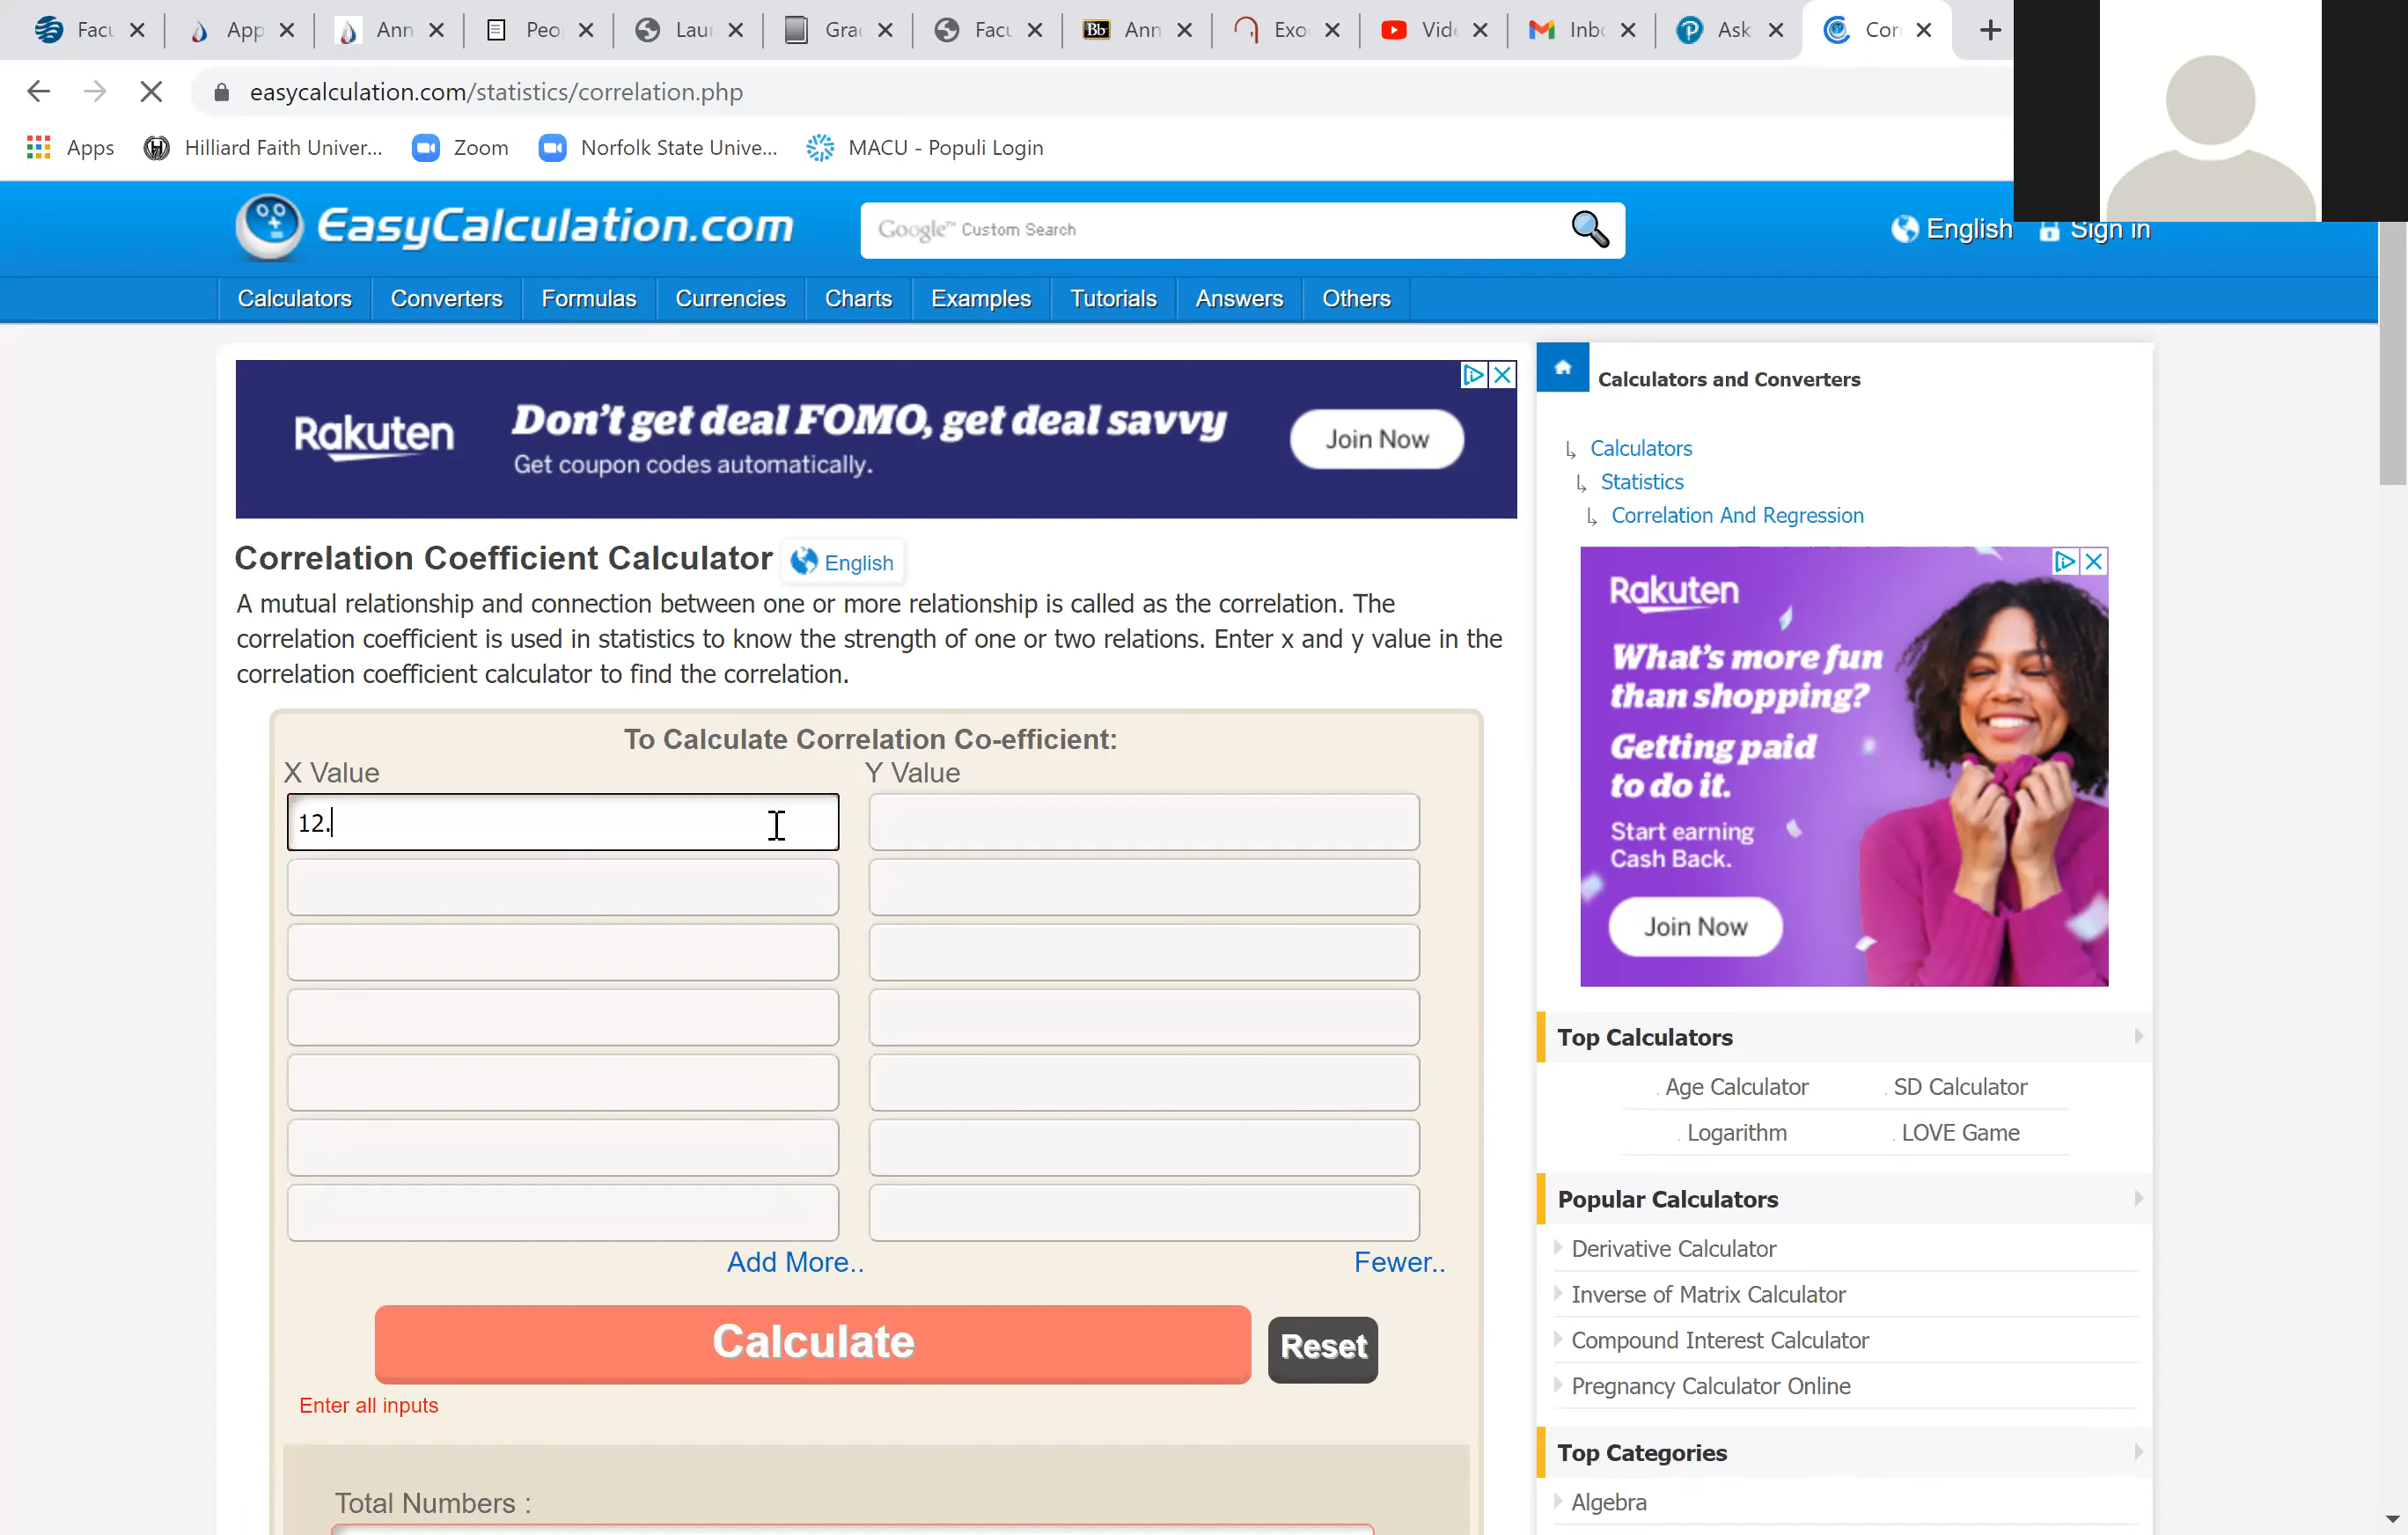 Facu
App
Ann
Peo
Laun
Grad
Facu
Bb
Ann
Exo
Vide
Inbo
Ask
Cor
easycalculation.com/statistics/correlation.php
Apps
Hilliard Faith Univer...
Zoom
Norfolk State Unive...
MACU - Populi Login
EasyCalculation.com
Google™ Custom Search
English
Sign in
Calculators
Converters
Formulas
Currencies
Charts
Examples
Tutorials
Answers
Others
Rakuten
Don't get deal FOMO, get deal savvy
Get coupon codes automatically.
Join Now
Correlation Coefficient Calculator
English
A mutual relationship and connection between one or more relationship is called as the correlation. The
correlation coefficient is used in statistics to know the strength of one or two relations. Enter x and y value in the
correlation coefficient calculator to find the correlation.
To Calculate Correlation Co-efficient:
X Value
Y Value
12.
Add More..
Fewer..
Calculate
Reset
Enter all inputs
Total Numbers :
Calculators and Converters
↳ Calculators
↳ Statistics
↳ Correlation And Regression
Rakuten
What's more fun
than shopping?
Getting paid
to do it.
Start earning
Cash Back.
Join Now
Top Calculators
Age Calculator
SD Calculator
Logarithm
LOVE Game
Popular Calculators
Derivative Calculator
Inverse of Matrix Calculator
Compound Interest Calculator
Pregnancy Calculator Online
Top Categories
Algebra